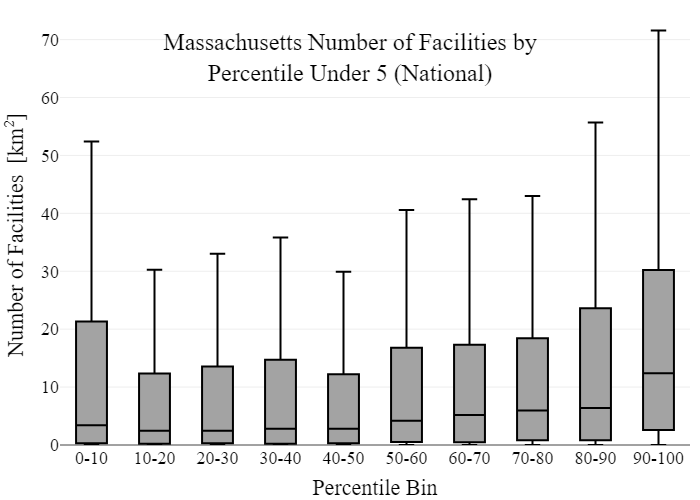 Massachusetts Number of Facilities by
Percentile Under 5 (National)
Number of Facilities [km²]
70
60
50
40
30
20
10
0
0-10 10-20 20-30 30-40 40-50 50-60 60-70 70-80 80-90 90-100
Percentile Bin